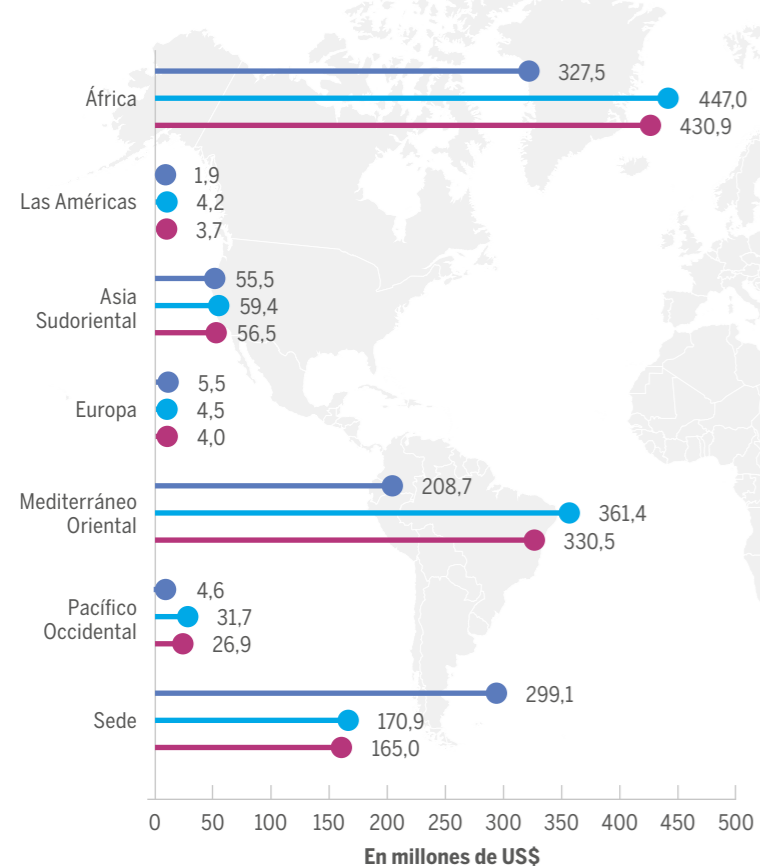 África
327,5
447,0
430,9
Las Américas
1,9
4,2
3,7
Asia
Sudoriental
55,5
59,4
56,5
Europa
5,5
4,5
4,0
Mediterráneo
Oriental
208,7
361,4
330,5
Pacífico
Occidental
4,6
31,7
26,9
Sede
299,1
170,9
165,0
0 50 100 150 200 250 300 350 400 450 500
En millones de US$